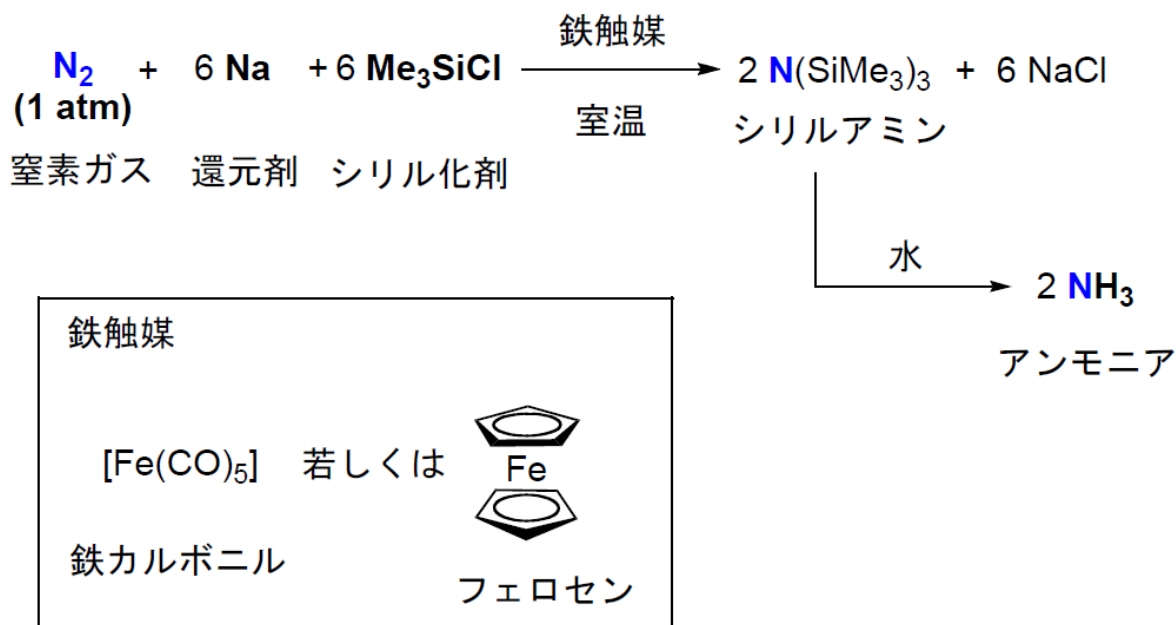 鉄触媒
N₂ + 6 Na + 6 Me₃SiCl 2 N(SiMe₃)₃ + 6 NaCl
(1 atm)
室温
シリルアミン
窒素ガス 還元剤 シリル化剤
水
2 NH₃
アンモニア
鉄触媒
[Fe(CO)₅] 若しくは Fe
鉄カルボニル
フェロセン